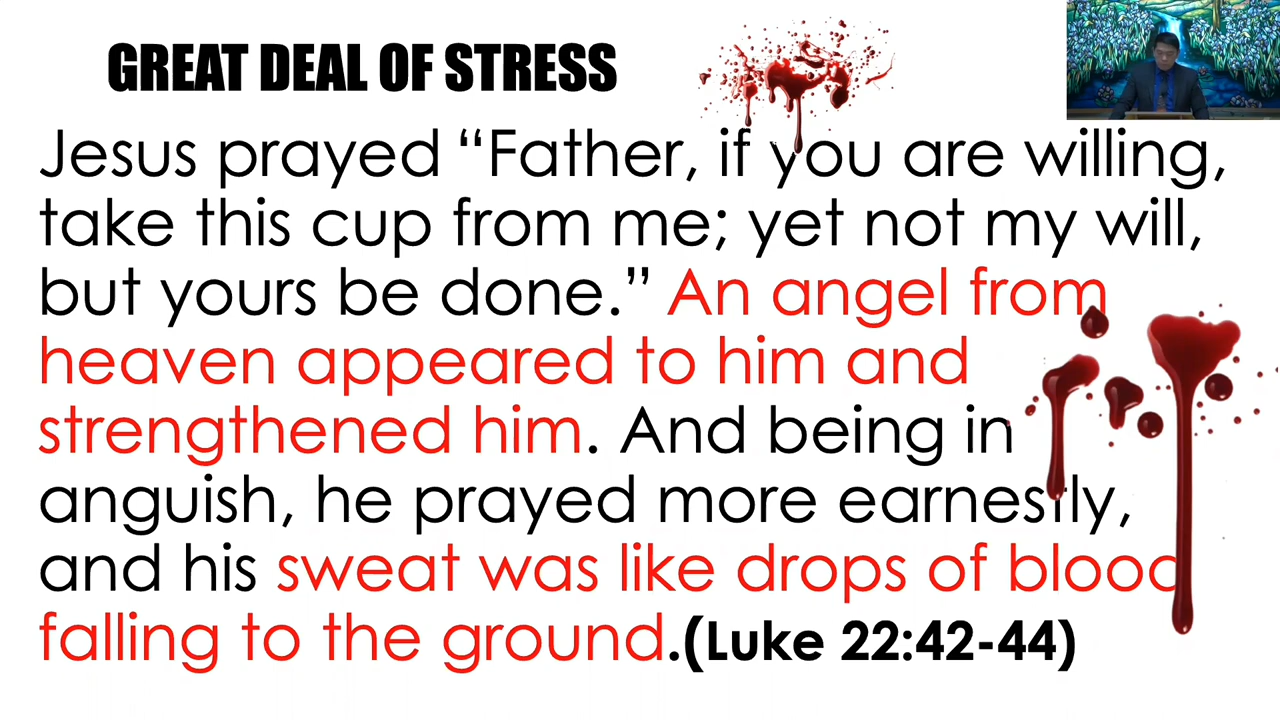 GREAT DEAL OF STRESS
Jesus prayed “Father, if you are willing,
take this cup from me; yet not my will,
but yours be done.” An angel from
heaven appeared to him and
strengthened him. And being in
anguish, he prayed more earnestly,
and his sweat was like drops of blood
falling to the ground.(Luke 22:42-44)